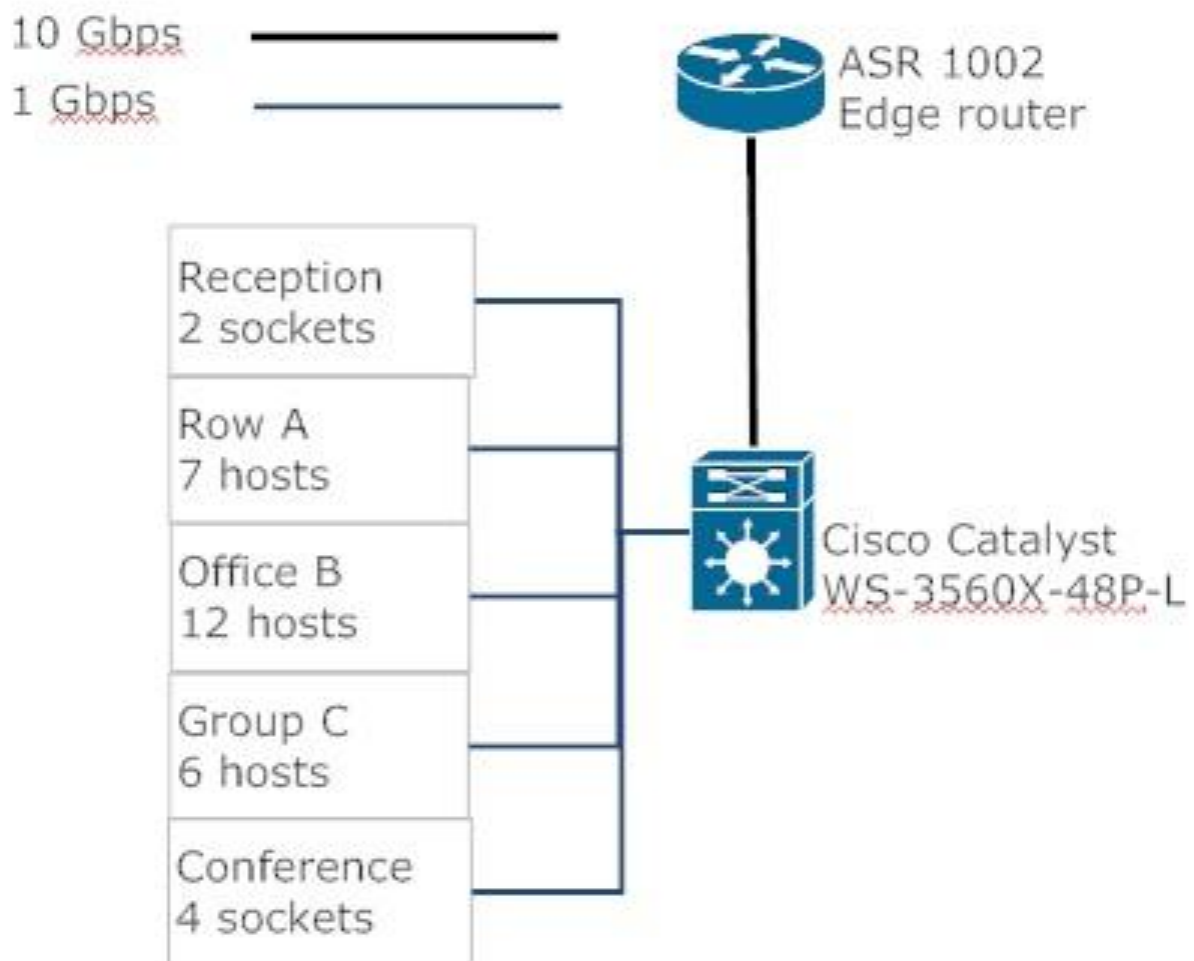 10 Gbps
1 Gbps
ASR 1002
Edge router
Reception
2 sockets
Row A
7 hosts
Office B
12 hosts
Group C
6 hosts
Conference
4 sockets
Cisco Catalyst
WS-3560X-48P-L